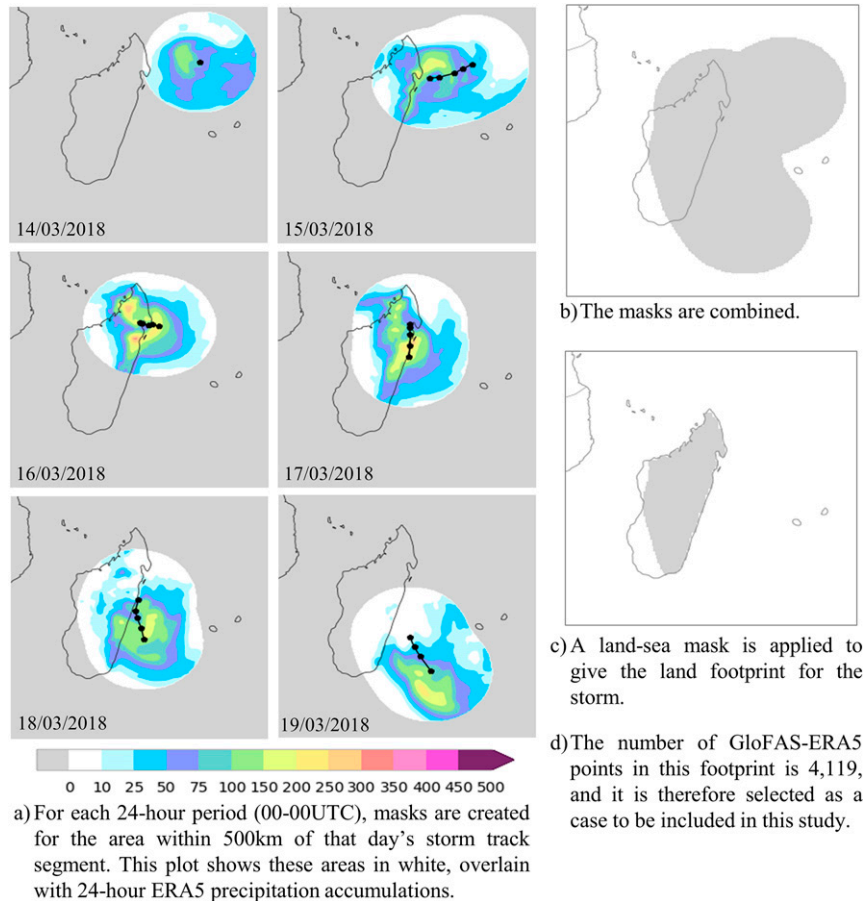 14/03/2018
15/03/2018
16/03/2018
17/03/2018
18/03/2018
19/03/2018
0 10 25 50 75 100 150 200 250 300 350 400 450 500
a) For each 24-hour period (00-00UTC), masks are created
for the area within 500km of that day's storm track
segment. This plot shows these areas in white, overlain
with 24-hour ERA5 precipitation accumulations.
b) The masks are combined.
c) A land-sea mask is applied to
give the land footprint for the
storm.
d) The number of GloFAS-ERA5
points in this footprint is 4,119,
and it is therefore selected as a
case to be included in this study.